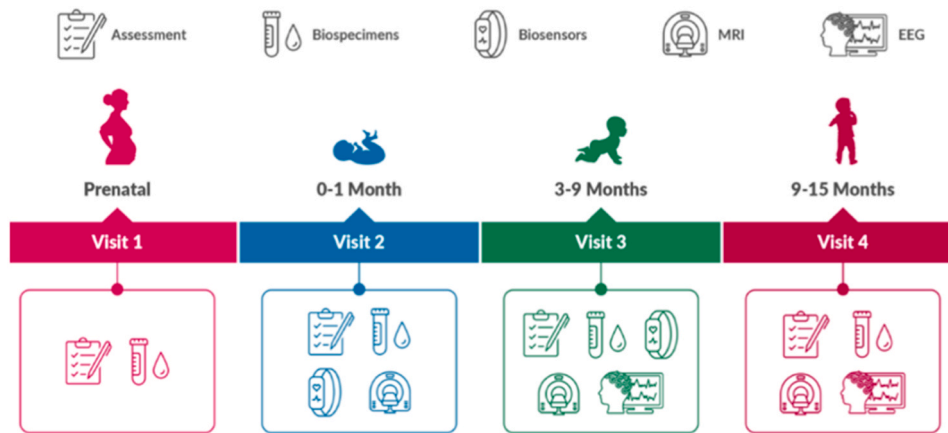 Assessment
Biospecimens
Biosensors
MRI
EEG
Prenatal
0-1 Month
3-9 Months
9-15 Months
Visit 1
Visit 2
Visit 3
Visit 4